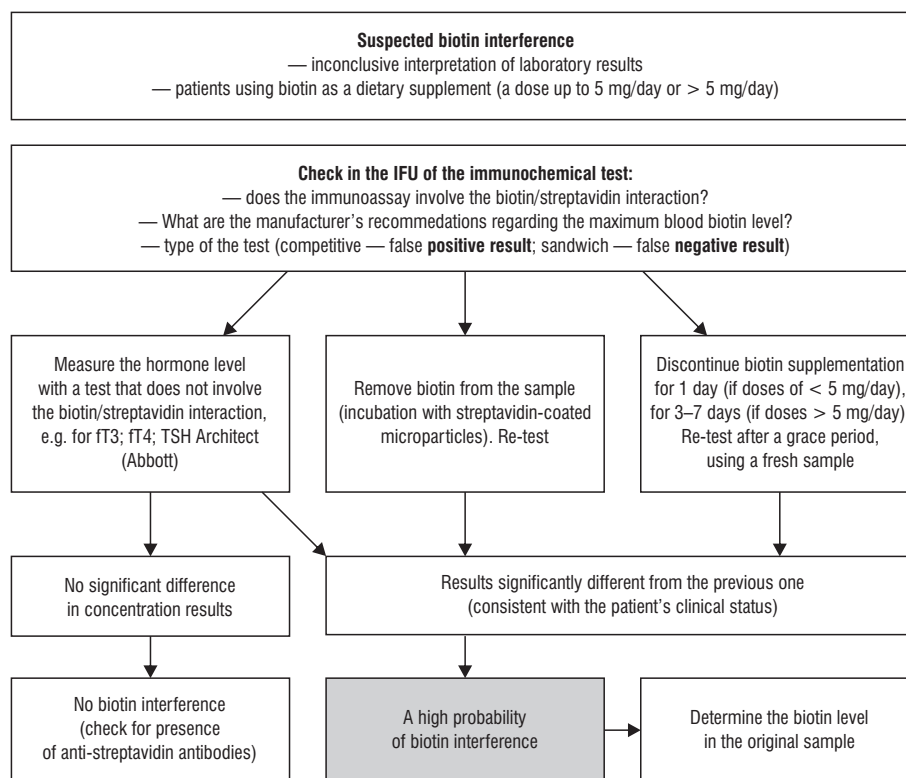 Suspected biotin interference
— inconclusive interpretation of laboratory results
— patients using biotin as a dietary supplement (a dose up to 5 mg/day or > 5 mg/day)
Check in the IFU of the immunochemical test:
— does the immunoassay involve the biotin/streptavidin interaction?
— What are the manufacturer's recommedations regarding the maximum blood biotin level?
— type of the test (competitive — false positive result; sandwich — false negative result)
Measure the hormone level
with a test that does not involve
the biotin/streptavidin interaction,
e.g. for fT3; fT4; TSH Architect
(Abbott)
Remove biotin from the sample
(incubation with streptavidin-coated
microparticles). Re-test
Discontinue biotin supplementation
for 1 day (if doses of < 5 mg/day),
for 3–7 days (if doses > 5 mg/day)
Re-test after a grace period,
using a fresh sample
No significant difference
in concentration results
Results significantly different from the previous one
(consistent with the patient's clinical status)
No biotin interference
(check for presence
of anti-streptavidin antibodies)
A high probability
of biotin interference
Determine the biotin level
in the original sample